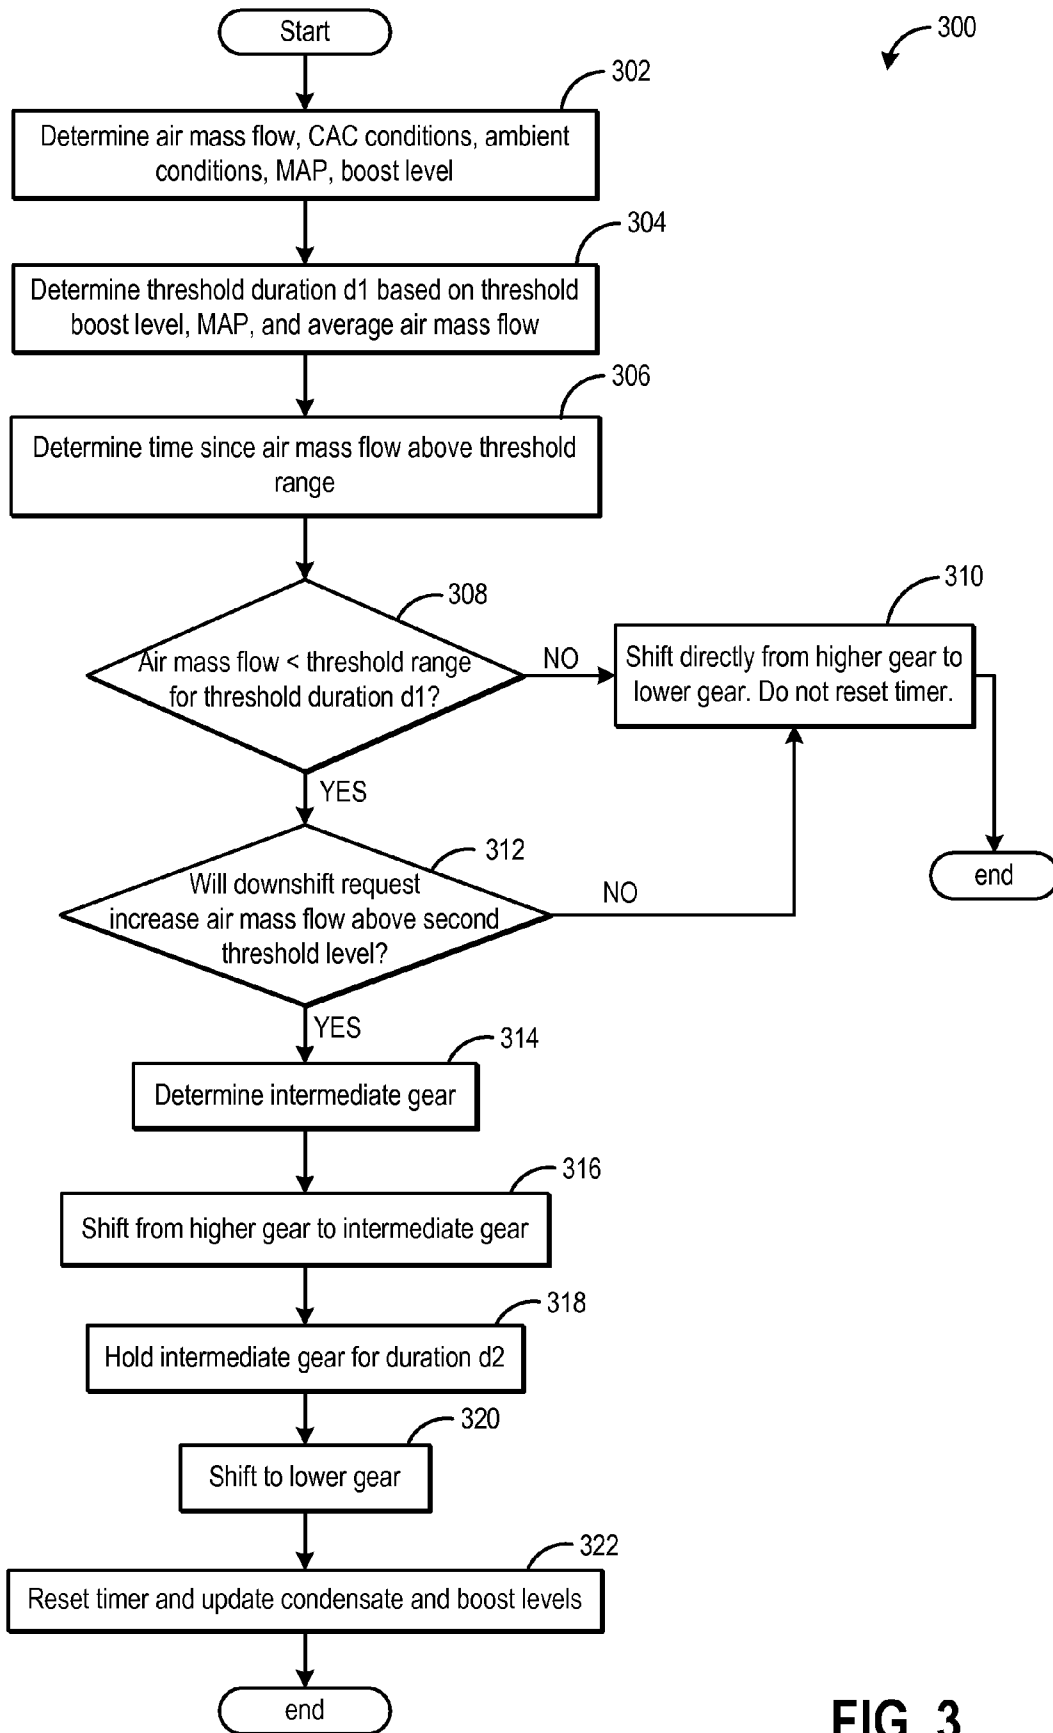 Start
300
302
Determine air mass flow, CAC conditions, ambient
conditions, MAP, boost level
304
Determine threshold duration d1 based on threshold
boost level, MAP, and average air mass flow
306
Determine time since air mass flow above threshold
range
308
Air mass flow < threshold range
for threshold duration d1?
NO
310
Shift directly from higher gear to
lower gear. Do not reset timer.
YES
end
312
Will downshift request
increase air mass flow above second
threshold level?
NO
YES
314
Determine intermediate gear
316
Shift from higher gear to intermediate gear
318
Hold intermediate gear for duration d2
320
Shift to lower gear
322
Reset timer and update condensate and boost levels
end
FIG. 3